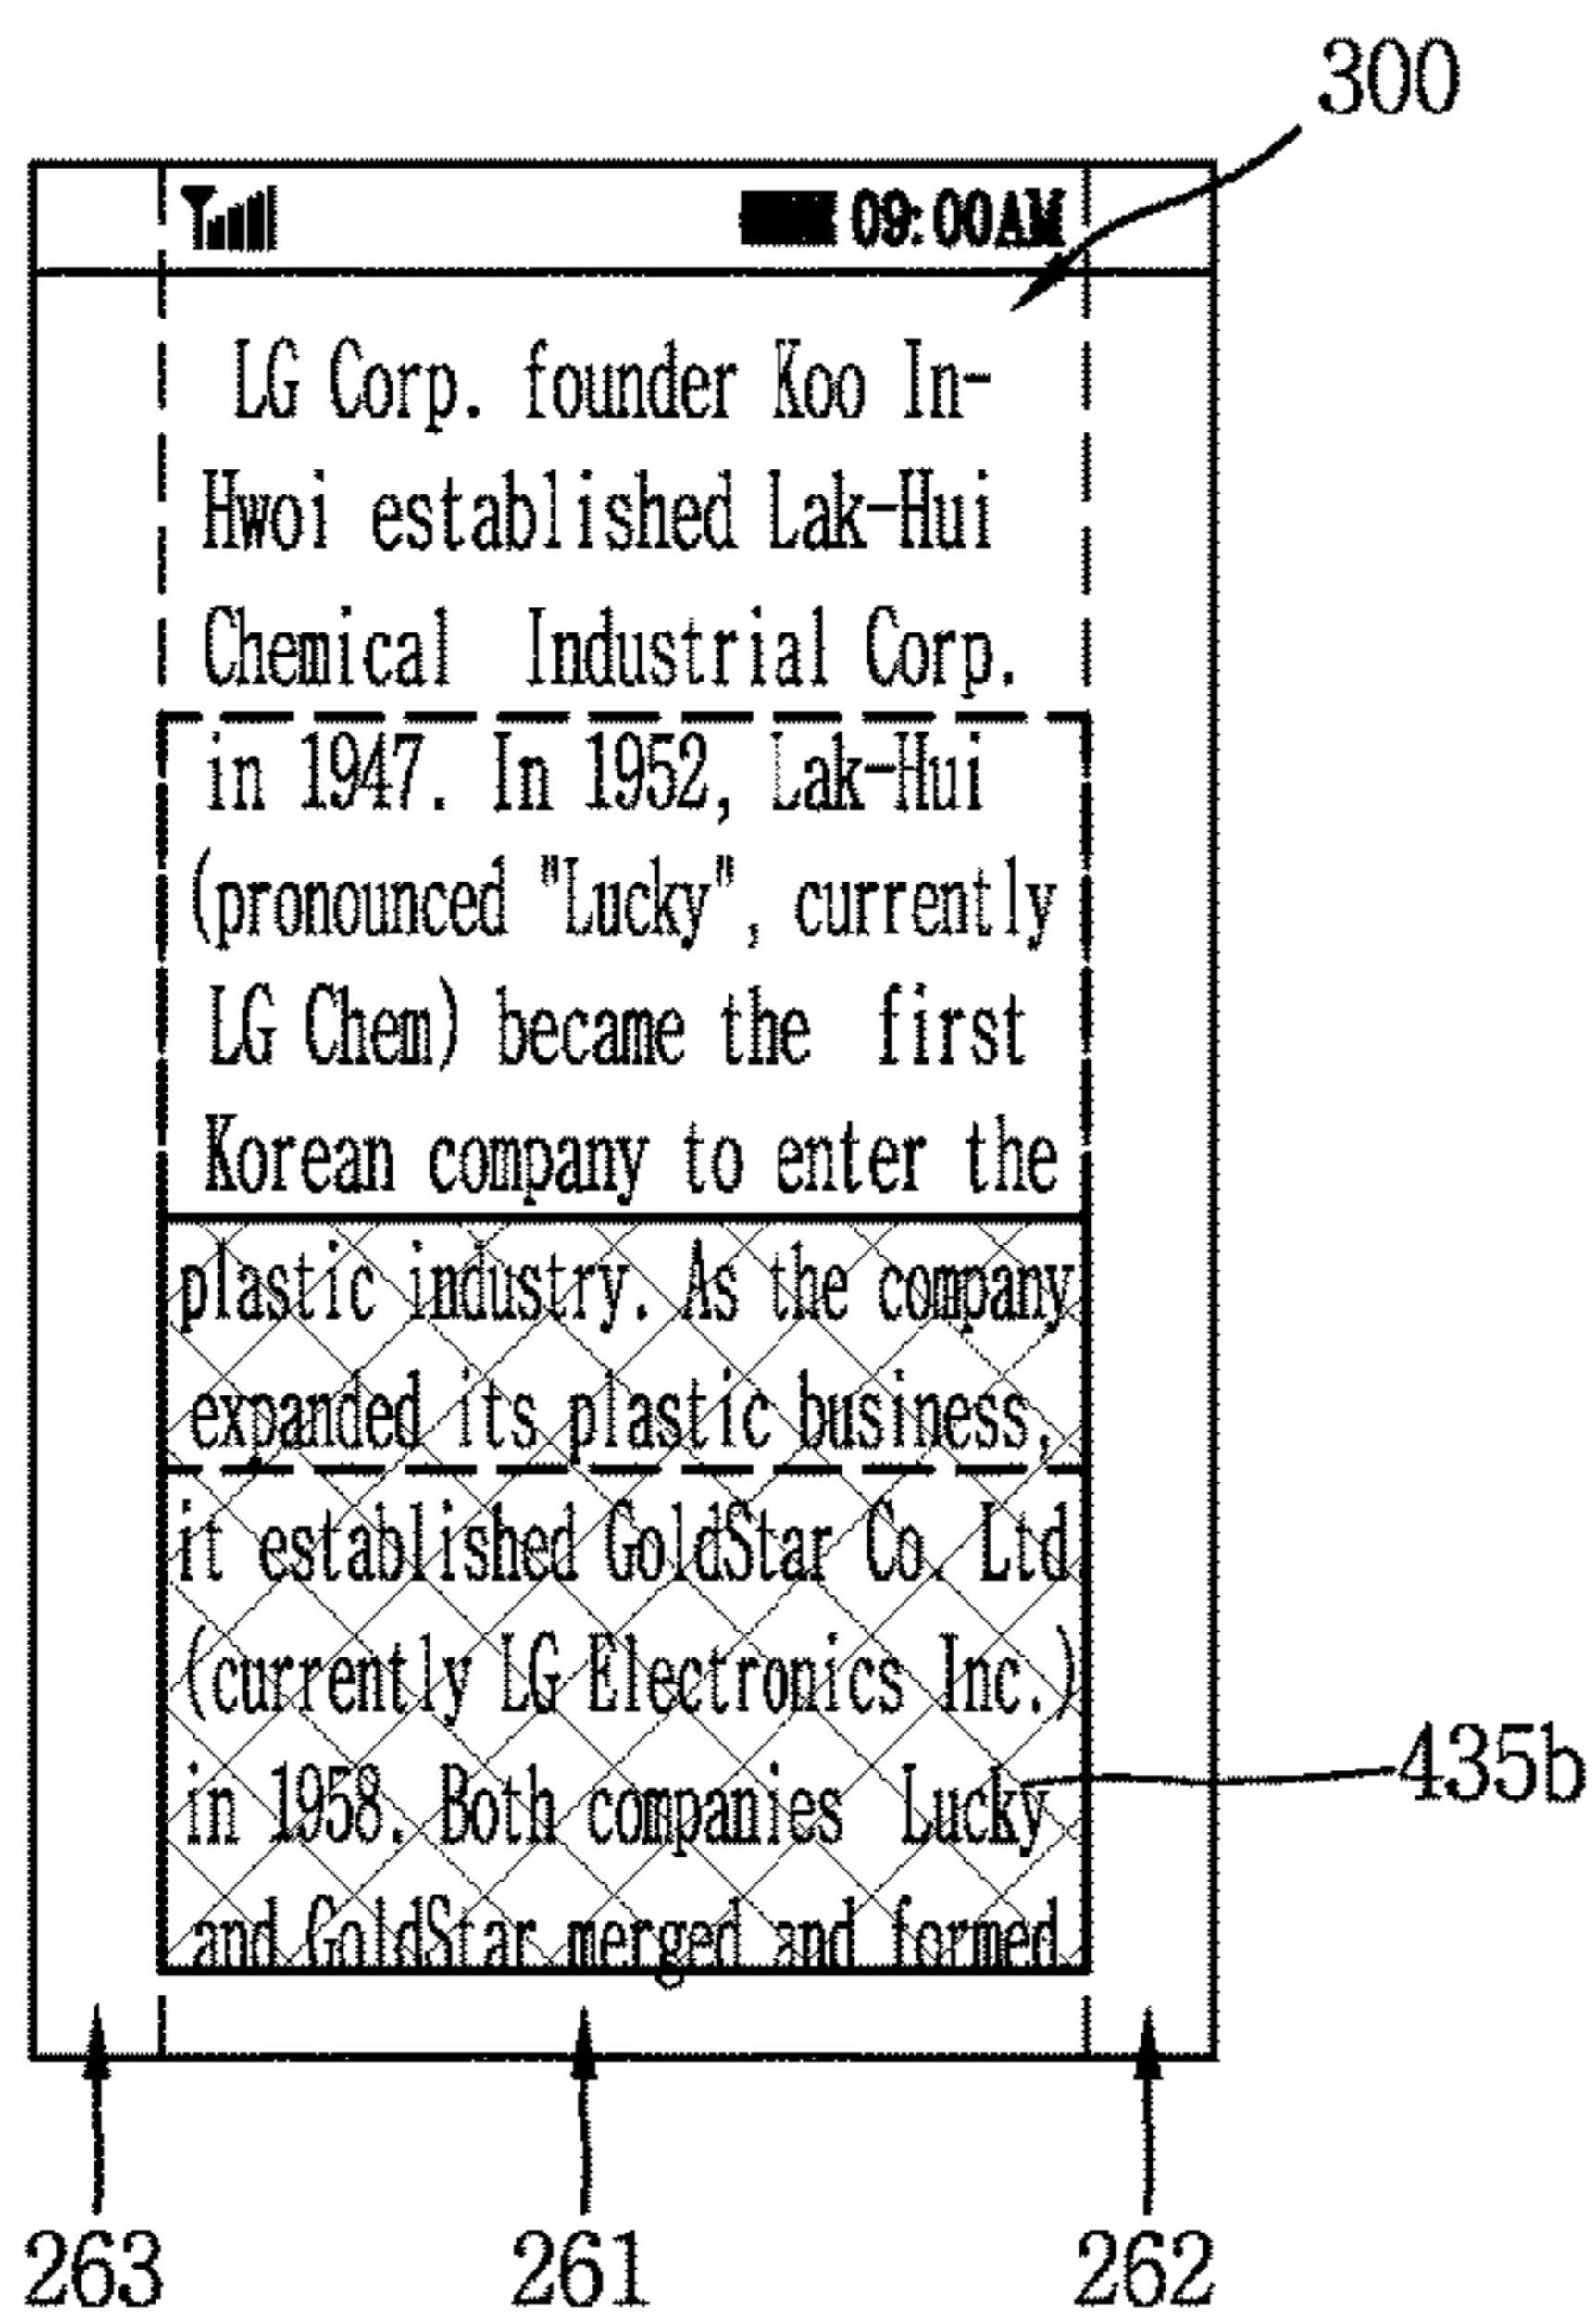 300
09:00AM
LG Corp. founder Koo In-
Hwoi established Lak-Hui
Chemical Industrial Corp.
in 1947. In 1952, Lak-Hui
(pronounced "Lucky", currently
LG Chem) became the first
Korean company to enter the
plastic industry. As the company
expanded its plastic business,
it established GoldStar Co. Ltd
(currently LG Electronics Inc.)
in 1958. Both companies Lucky
435b
and GoldStar merged and formed
263 261 262